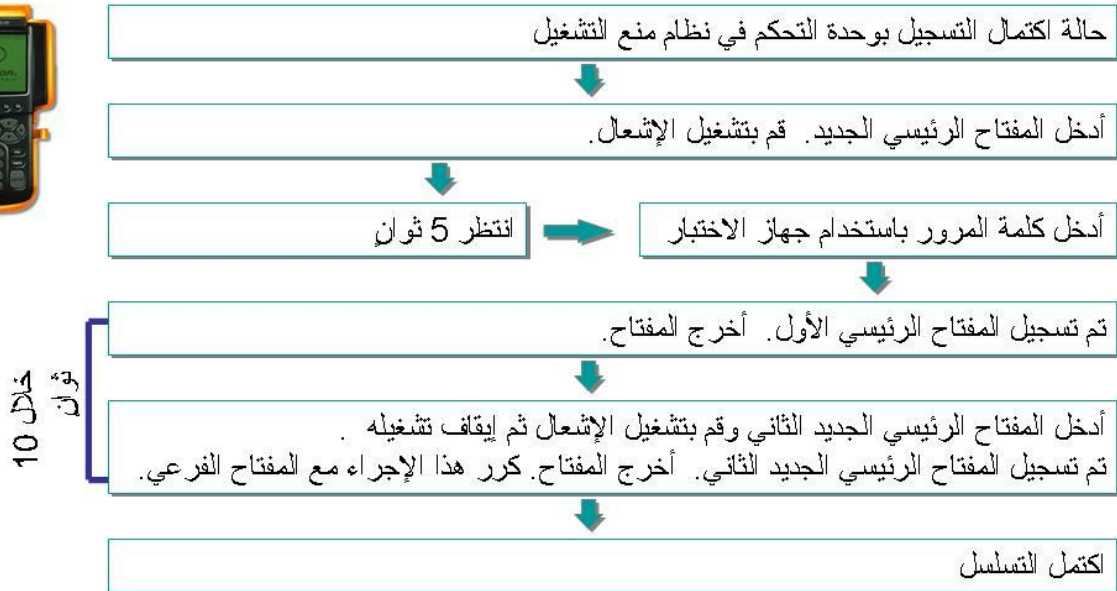 حالة اكتمال التسجيل بوحدة التحكم في نظام منع التشغيل
أدخل المفتاح الرئيسي الجديد. قم بتشغيل الإشعال.
أدخل كلمة المرور باستخدام جهاز الاختبار
انتظر 5 ثوانٍ
تم تسجيل المفتاح الرئيسي الأول. أخرج المفتاح.
خلال 10
ثوان
أدخل المفتاح الرئيسي الجديد الثاني وقم بتشغيل الإشعال ثم إيقاف تشغيله .
تم تسجيل المفتاح الرئيسي الجديد الثاني. أخرج المفتاح. كرر هذا الإجراء مع المفتاح الفرعي.
اكتمل التسلسل